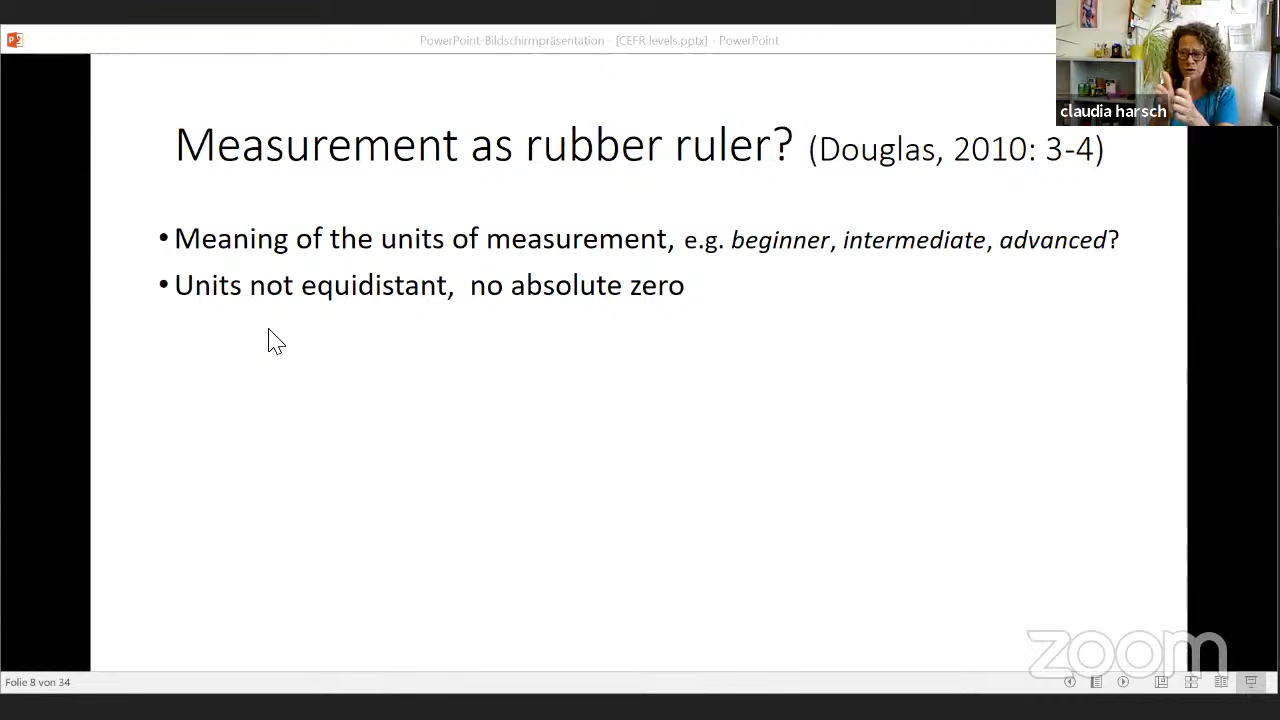 PowerPoint-Bildschirmpräsentation - [CEFR levels.pptx] - PowerPoint
claudia harsch
Measurement as rubber ruler? (Douglas, 2010: 3-4)
• Meaning of the units of measurement, e.g. beginner, intermediate, advanced?
• Units not equidistant, no absolute zero
zoom
Folie 8 von 34